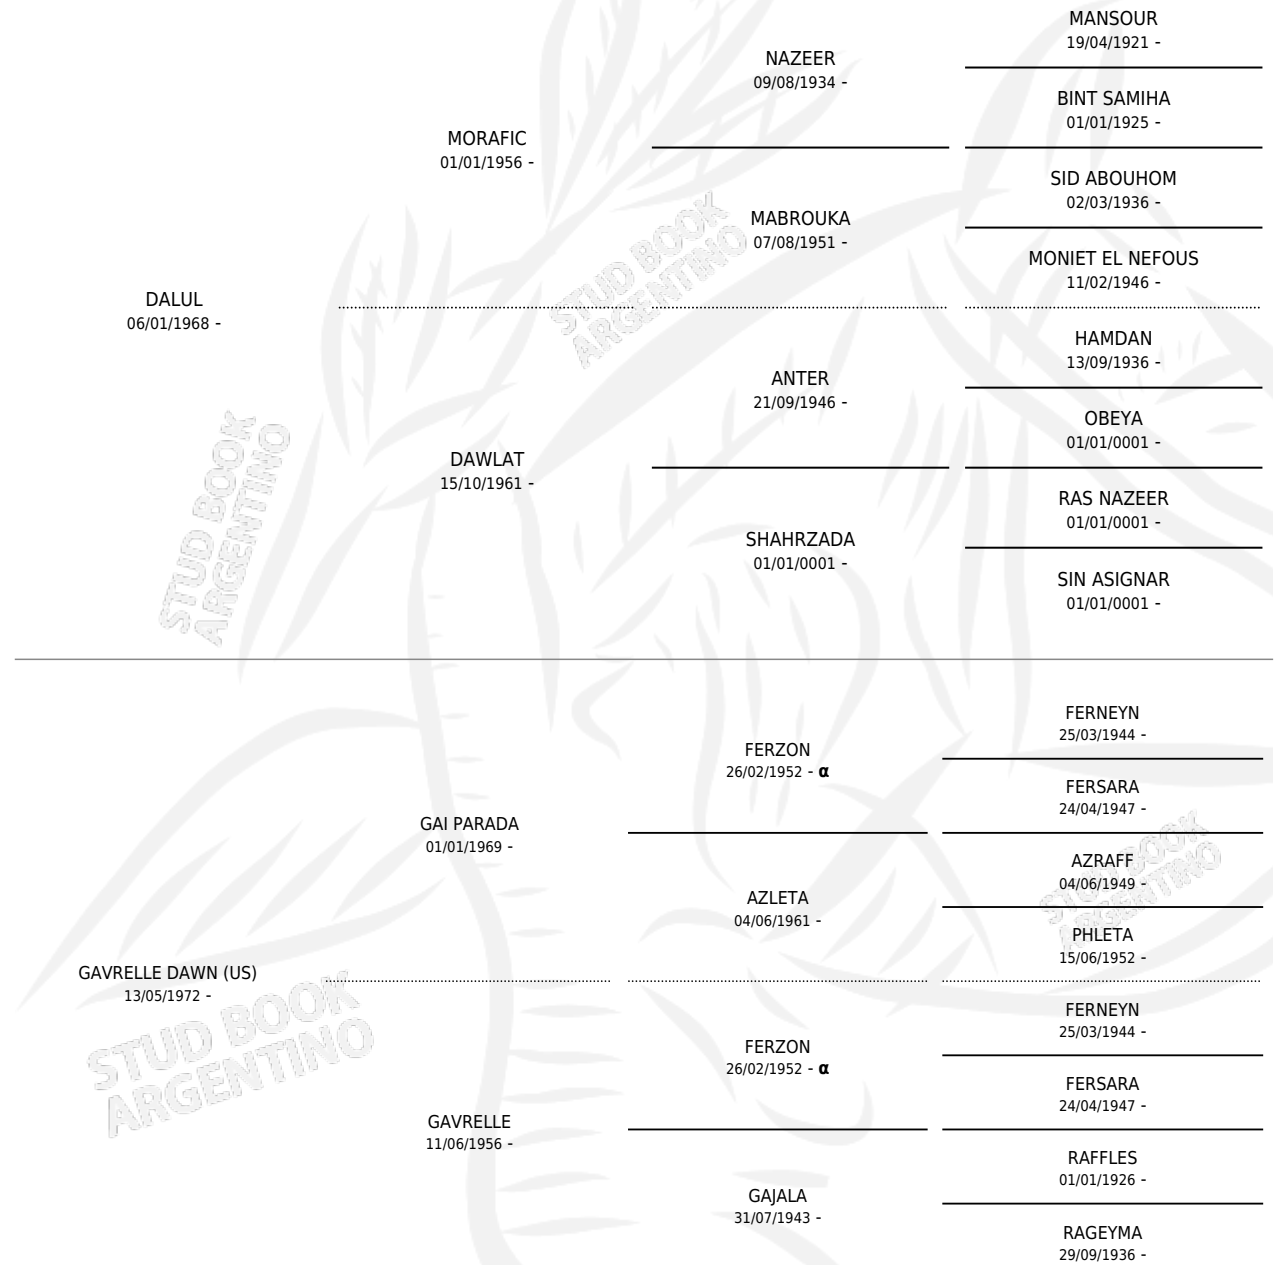 MANSOUR
19/04/1921 -
NAZEER
09/08/1934 -
BINT SAMIHA
01/01/1925 -
MORAFIC
01/01/1956 -
SID ABOUHOM
02/03/1936 -
MABROUKA
07/08/1951 -
MONIET EL NEFOUS
11/02/1946 -
DALUL
06/01/1968 -
HAMDAN
13/09/1936 -
ANTER
21/09/1946 -
OBEYA
01/01/0001 -
DAWLAT
15/10/1961 -
RAS NAZEER
01/01/0001 -
SHAHRZADA
01/01/0001 -
SIN ASIGNAR
01/01/0001 -
STUD BOOK
ARGENTINO
STUD BOOK
ARGENTINO
FERNEYN
25/03/1944 -
FERZON
26/02/1952 - α
FERSARA
24/04/1947 -
GAI PARADA
01/01/1969 -
AZRAFF
04/06/1949 -
AZLETA
04/06/1961 -
PHLETA
15/06/1952 -
GAVRELLE DAWN (US)
13/05/1972 -
FERNEYN
25/03/1944 -
FERZON
26/02/1952 - α
FERSARA
24/04/1947 -
GAVRELLE
11/06/1956 -
RAFFLES
01/01/1926 -
GAJALA
31/07/1943 -
RAGEYMA
29/09/1936 -
STUD BOOK
ARGENTINO
STUD BOOK
ARGENTINO